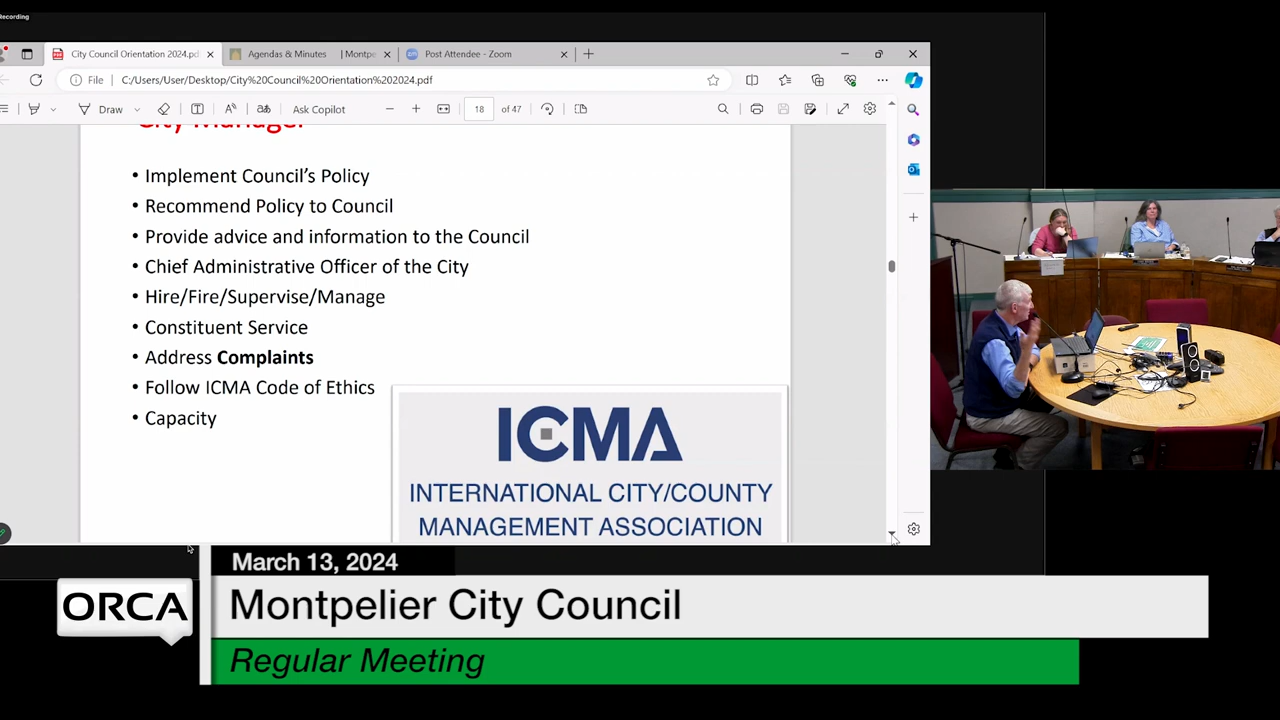 Recording
City Council Orientation 2024.pdf
Agendas & Minutes | Montpe
Post Attendee - Zoom
File C:/Users/User/Desktop/City%20Council%20Orientation%202024.pdf
Draw
Ask Copilot
18 of 47
City Manager
• Implement Council's Policy
• Recommend Policy to Council
• Provide advice and information to the Council
• Chief Administrative Officer of the City
• Hire/Fire/Supervise/Manage
• Constituent Service
• Address Complaints
• Follow ICMA Code of Ethics
• Capacity
ICMA
INTERNATIONAL CITY/COUNTY
MANAGEMENT ASSOCIATION
March 13, 2024
ORCA
Montpelier City Council
Regular Meeting